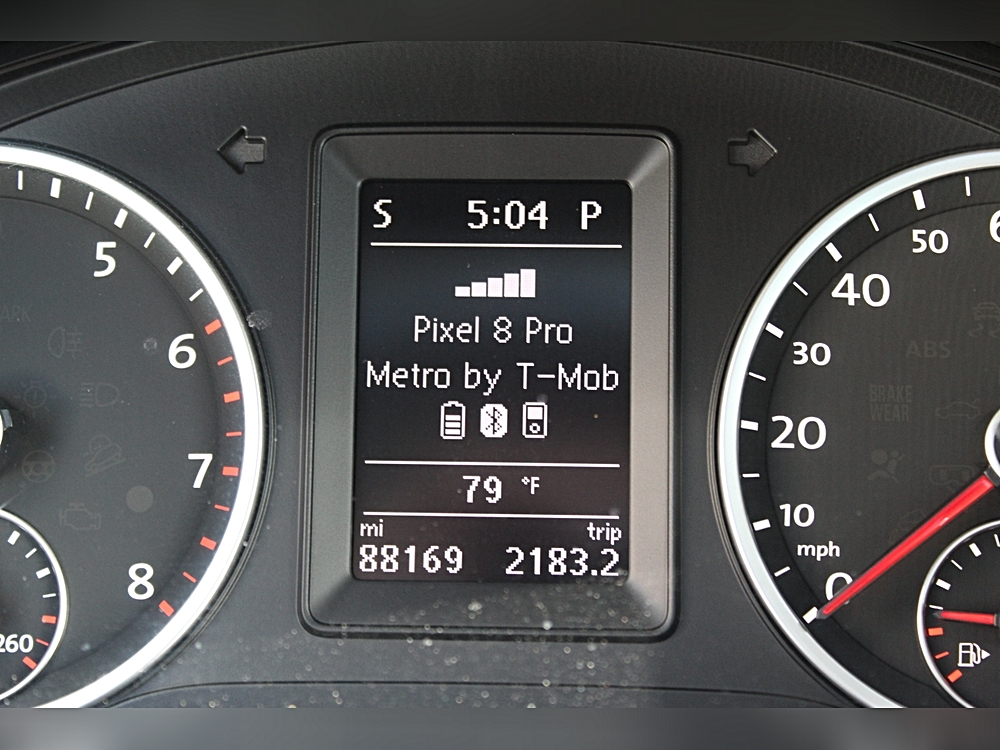 S 5:04 P
Pixel 8 Pro
Metro by T-Mob
79 °F
mi trip
88169 2183.2
5
6
7
8
260
50
40
30
20
10
mph
0
ABS
BRAKE
WEAR